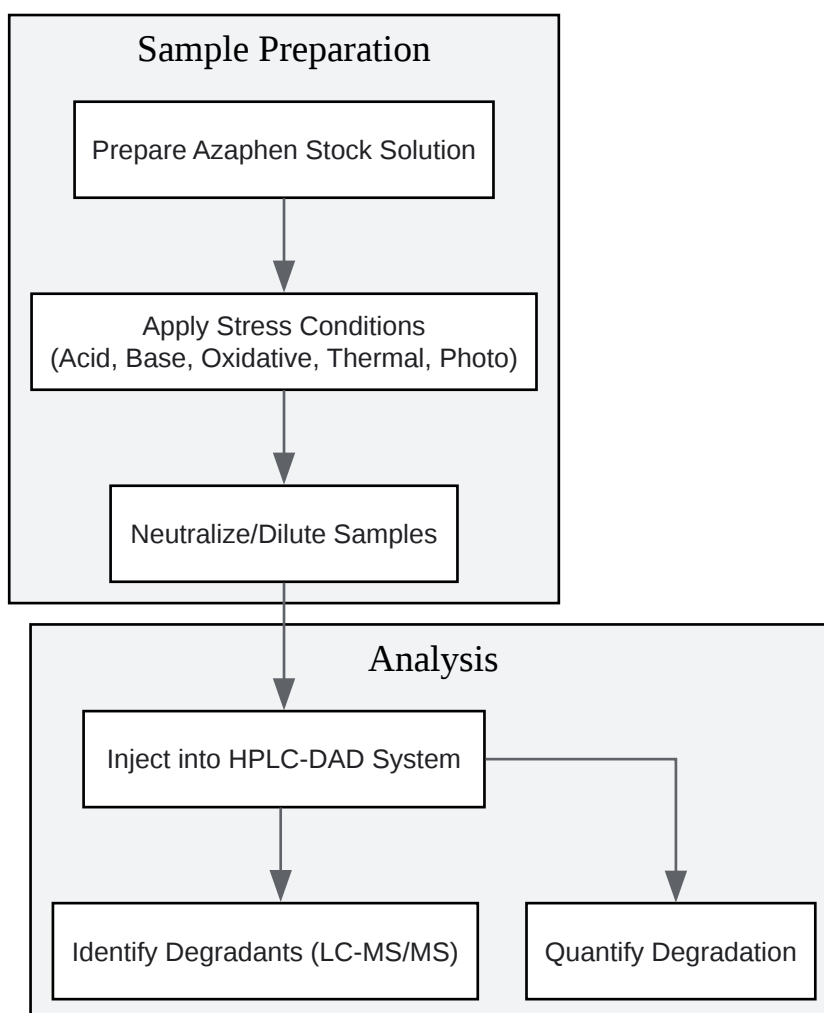 Sample Preparation
Prepare Azaphen Stock Solution
Apply Stress Conditions
(Acid, Base, Oxidative, Thermal, Photo)
Neutralize/Dilute Samples
Analysis
Inject into HPLC-DAD System
Identify Degradants (LC-MS/MS)
Quantify Degradation